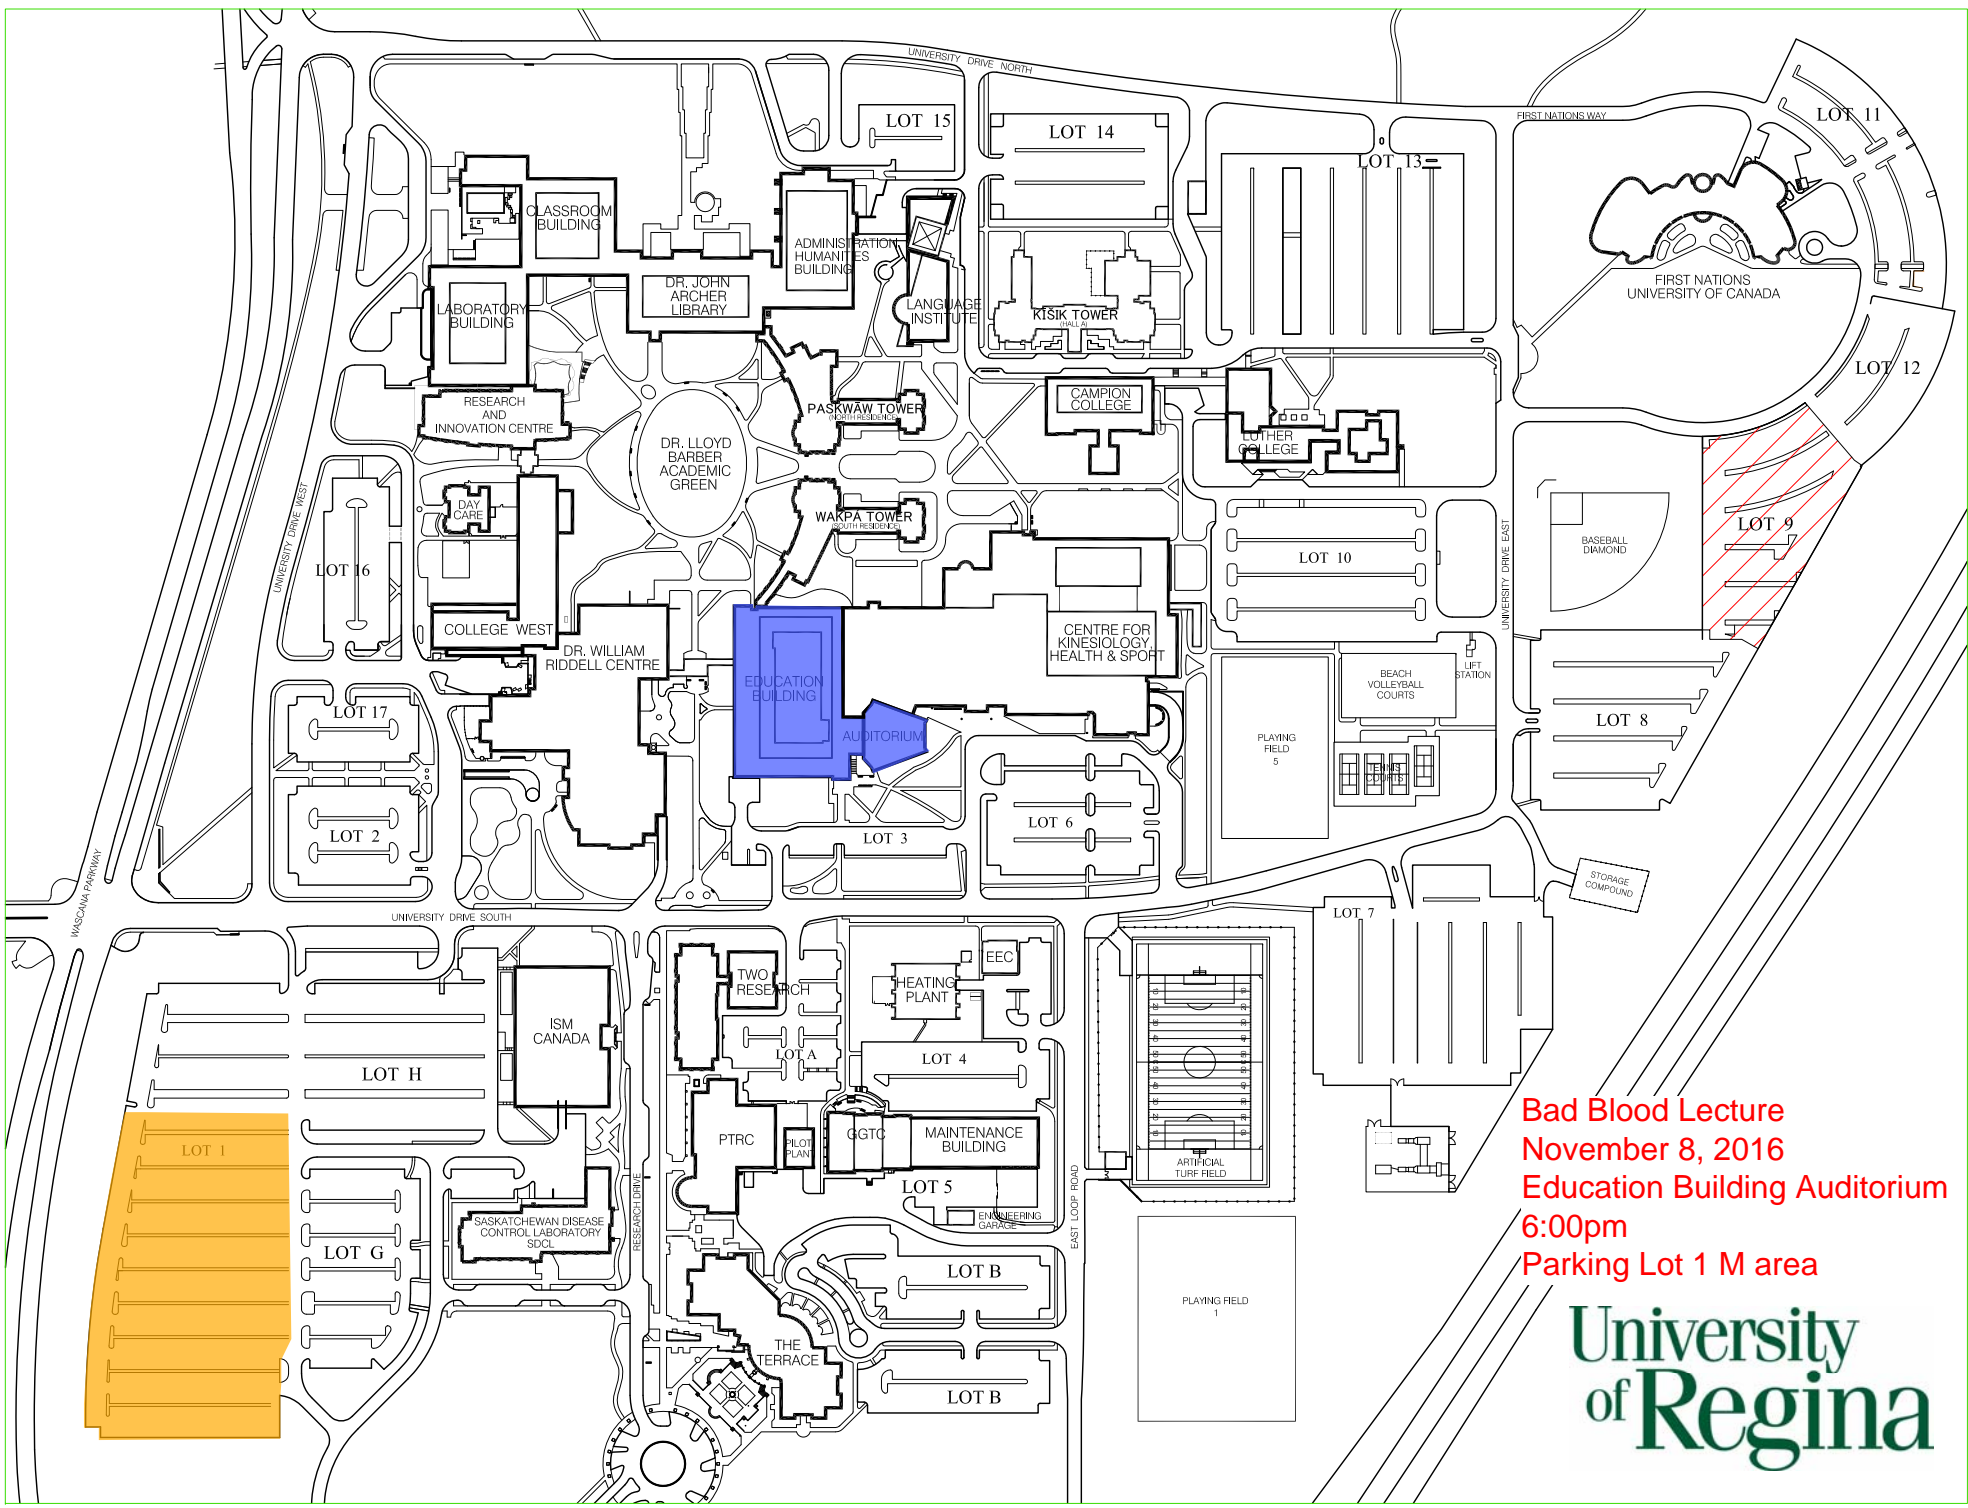 UNIVERSITY DRIVE NORTH
FIRST NATIONS WAY
LOT 11
LOT 15
LOT 14
LOT 13
CLASSROOM
BUILDING
ADMINISTRATION
HUMANITIES
BUILDING
DR. JOHN
ARCHER
LIBRARY
LABORATORY
BUILDING
LANGUAGE
INSTITUTE
KĪSIK TOWER
(HALL A)
FIRST NATIONS
UNIVERSITY OF CANADA
LOT 12
RESEARCH
AND
INNOVATION CENTRE
PASKWĀW TOWER
(NORTH RESIDENCE)
CAMPION
COLLEGE
LUTHER
COLLEGE
DR. LLOYD
BARBER
ACADEMIC
GREEN
DAY
CARE
WAKPÁ TOWER
(SOUTH RESIDENCE)
UNIVERSITY DRIVE WEST
LOT 16
LOT 10
UNIVERSITY DRIVE EAST
BASEBALL
DIAMOND
LOT 9
COLLEGE WEST
DR. WILLIAM
RIDDELL CENTRE
EDUCATION
BUILDING
AUDITORIUM
CENTRE FOR
KINESIOLOGY,
HEALTH & SPORT
BEACH
VOLLEYBALL
COURTS
LIFT
STATION
LOT 8
LOT 17
PLAYING
FIELD
5
TENNIS
COURTS
LOT 2
LOT 3
LOT 6
STORAGE
COMPOUND
WASCANA PARKWAY
UNIVERSITY DRIVE SOUTH
LOT 7
TWO
RESEARCH
HEATING
PLANT
EEC
ISM
CANADA
LOT A
LOT 4
LOT H
PTRC
PILOT
PLANT
GGTC
MAINTENANCE
BUILDING
ARTIFICIAL
TURF FIELD
LOT 1
LOT 5
ENGINEERING
GARAGE
EAST LOOP ROAD
RESEARCH DRIVE
SASKATCHEWAN DISEASE
CONTROL LABORATORY
SDCL
LOT G
LOT B
PLAYING FIELD
1
THE
TERRACE
LOT B
Bad Blood Lecture
November 8, 2016
Education Building Auditorium
6:00pm
Parking Lot 1 M area
University
of Regina